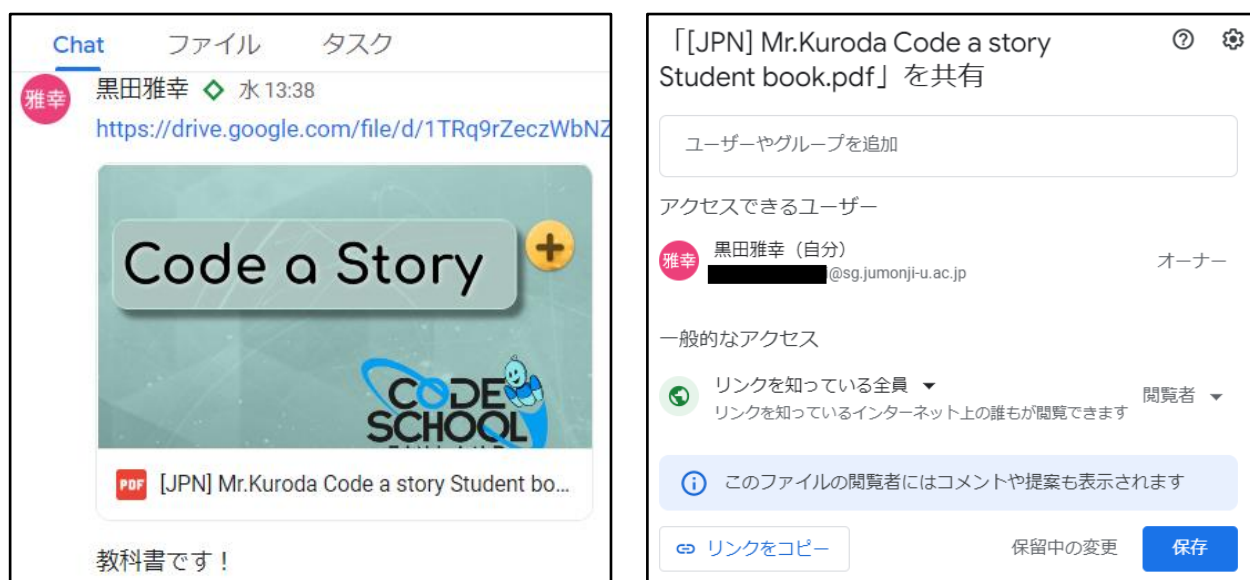 Chat ファイル タスク
雅幸
黒田雅幸 水 13:38
https://drive.google.com/file/d/1TRq9rZeczWbNZ
Code a Story
CODE
SCHOOL
PDF [JPN] Mr.Kuroda Code a story Student bo...
教科書です！
「[JPN] Mr.Kuroda Code a story
Student book.pdf」を共有
ユーザーやグループを追加
アクセスできるユーザー
雅幸
黒田雅幸（自分）
@sg.jumonji-u.ac.jp
オーナー
一般的なアクセス
リンクを知っている全員
リンクを知っているインターネット上の誰もが閲覧できます
閲覧者
このファイルの閲覧者にはコメントや提案も表示されます
リンクをコピー 保留中の変更 保存